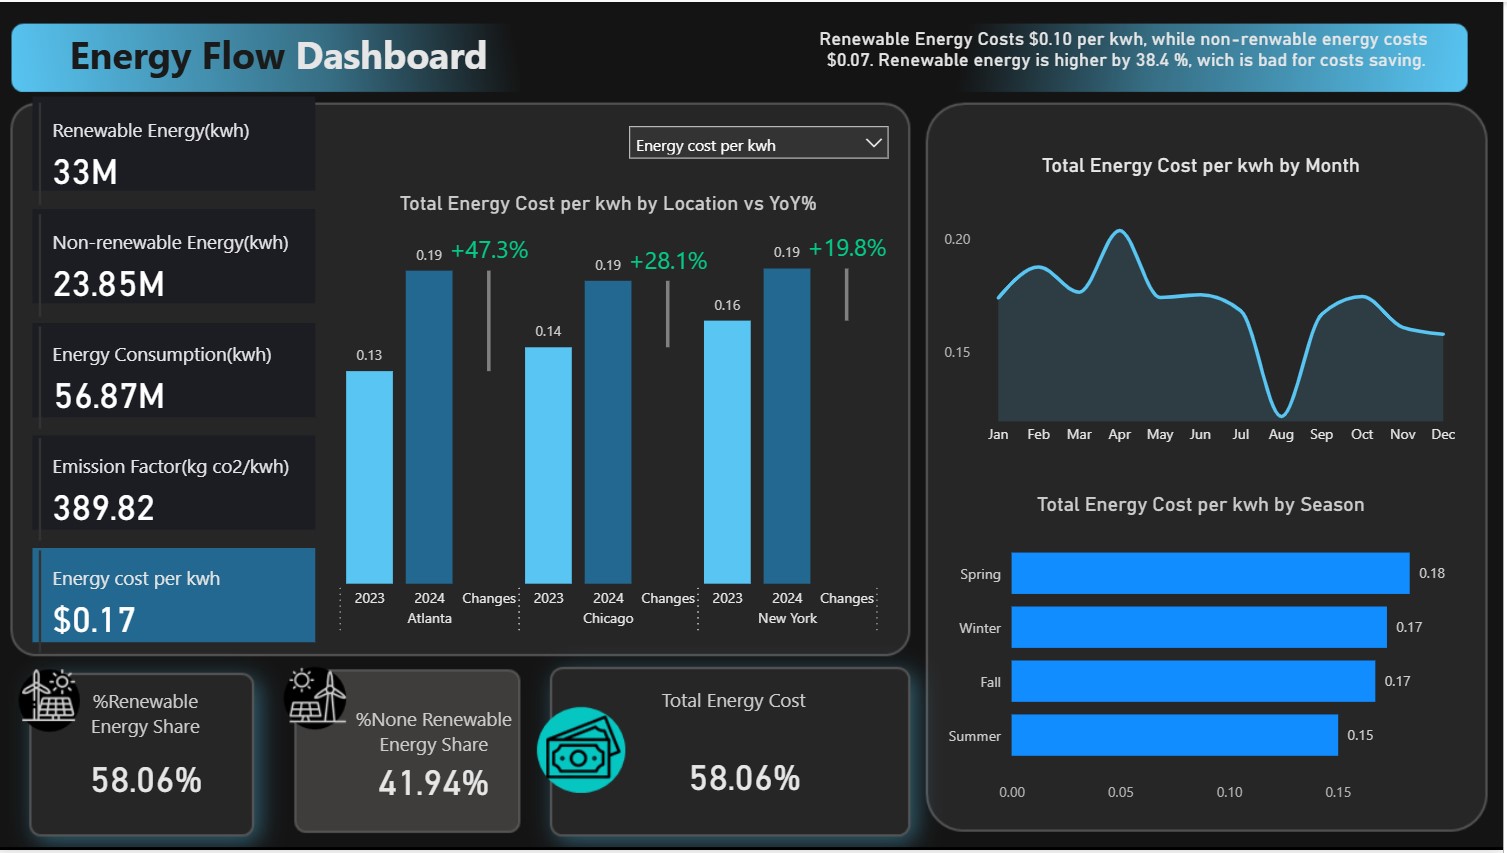 Energy Flow Dashboard
Renewable Energy Costs $0.10 per kwh, while non-renwable energy costs
$0.07. Renewable energy is higher by 38.4 %, wich is bad for costs saving.
Renewable Energy(kwh)
33M
Non-renewable Energy(kwh)
23.85M
Energy Consumption(kwh)
56.87M
Emission Factor(kg co2/kwh)
389.82
Energy cost per kwh
$0.17
Energy cost per kwh
Total Energy Cost per kwh by Location vs YoY%
0.13
0.19
+47.3%
0.14
0.19
+28.1%
0.16
0.19
+19.8%
2023
2024
Changes
2023
2024
Changes
2023
2024
Changes
Atlanta
Chicago
New York
Total Energy Cost per kwh by Month
0.20
0.15
Jan
Feb
Mar
Apr
May
Jun
Jul
Aug
Sep
Oct
Nov
Dec
Total Energy Cost per kwh by Season
Spring
0.18
Winter
0.17
Fall
0.17
Summer
0.15
0.00
0.05
0.10
0.15
%Renewable
Energy Share
58.06%
%None Renewable
Energy Share
41.94%
Total Energy Cost
58.06%